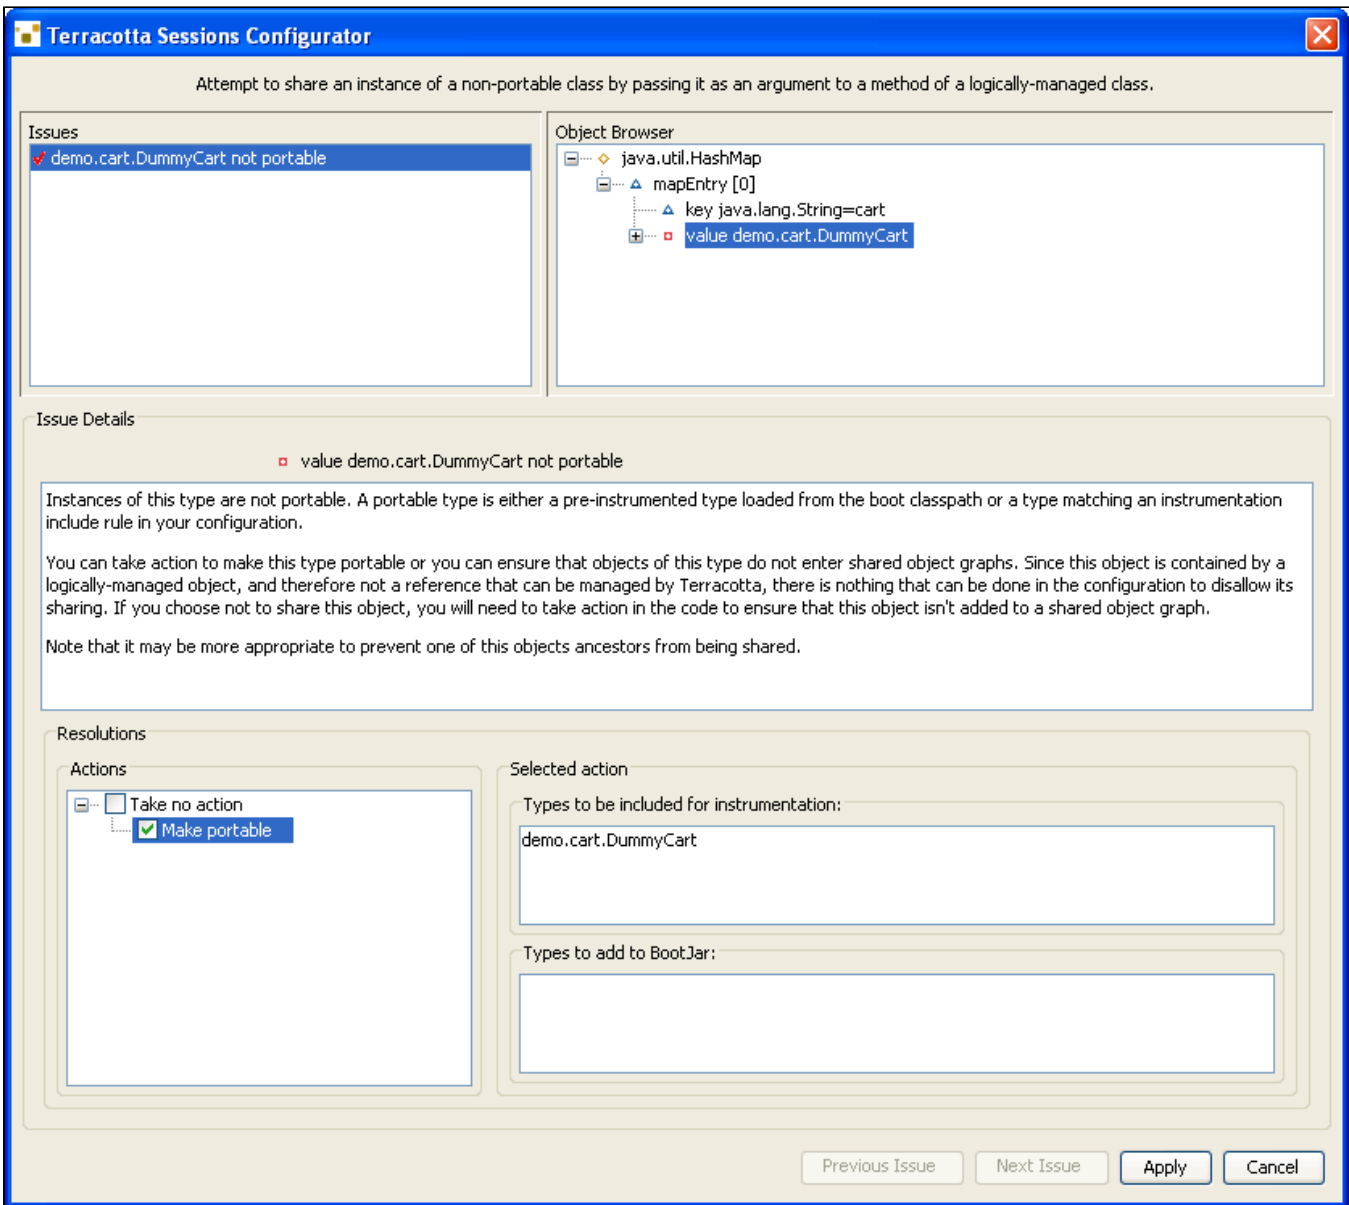 Terracotta Sessions Configurator
Attempt to share an instance of a non-portable class by passing it as an argument to a method of a logically-managed class.
Issues
demo.cart.DummyCart not portable
Object Browser
java.util.HashMap
mapEntry [0]
key java.lang.String=cart
value demo.cart.DummyCart
Issue Details
value demo.cart.DummyCart not portable
Instances of this type are not portable. A portable type is either a pre-instrumented type loaded from the boot classpath or a type matching an instrumentation
include rule in your configuration.
You can take action to make this type portable or you can ensure that objects of this type do not enter shared object graphs. Since this object is contained by a
logically-managed object, and therefore not a reference that can be managed by Terracotta, there is nothing that can be done in the configuration to disallow its
sharing. If you choose not to share this object, you will need to take action in the code to ensure that this object isn't added to a shared object graph.
Note that it may be more appropriate to prevent one of this objects ancestors from being shared.
Resolutions
Actions
Take no action
Make portable
Selected action
Types to be included for instrumentation:
demo.cart.DummyCart
Types to add to BootJar:
Previous Issue
Next Issue
Apply
Cancel